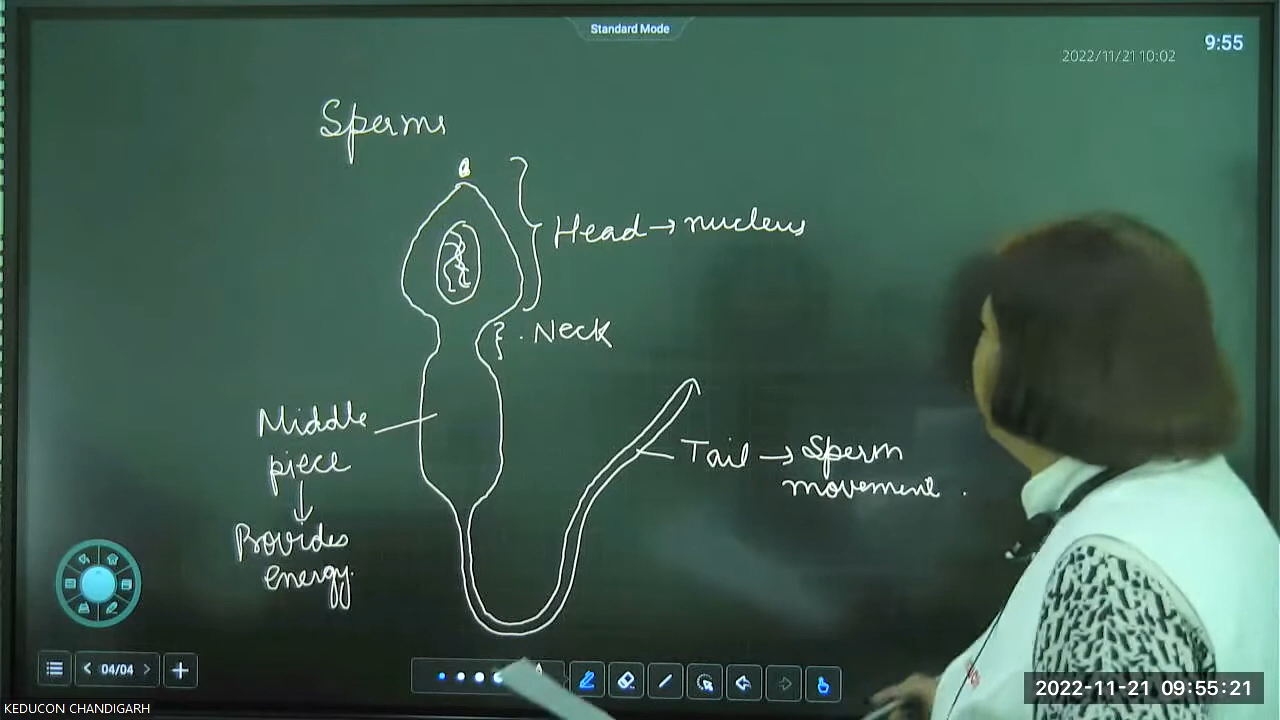 Standard Mode
9:55
2022/11/21 10:02
Sperms
Head → nucleus
. Neck
Middle
piece
↓
Provides
energy.
Tail → Sperm
movement .
04/04
2022-11-21 09:55:21
KEDUCON CHANDIGARH